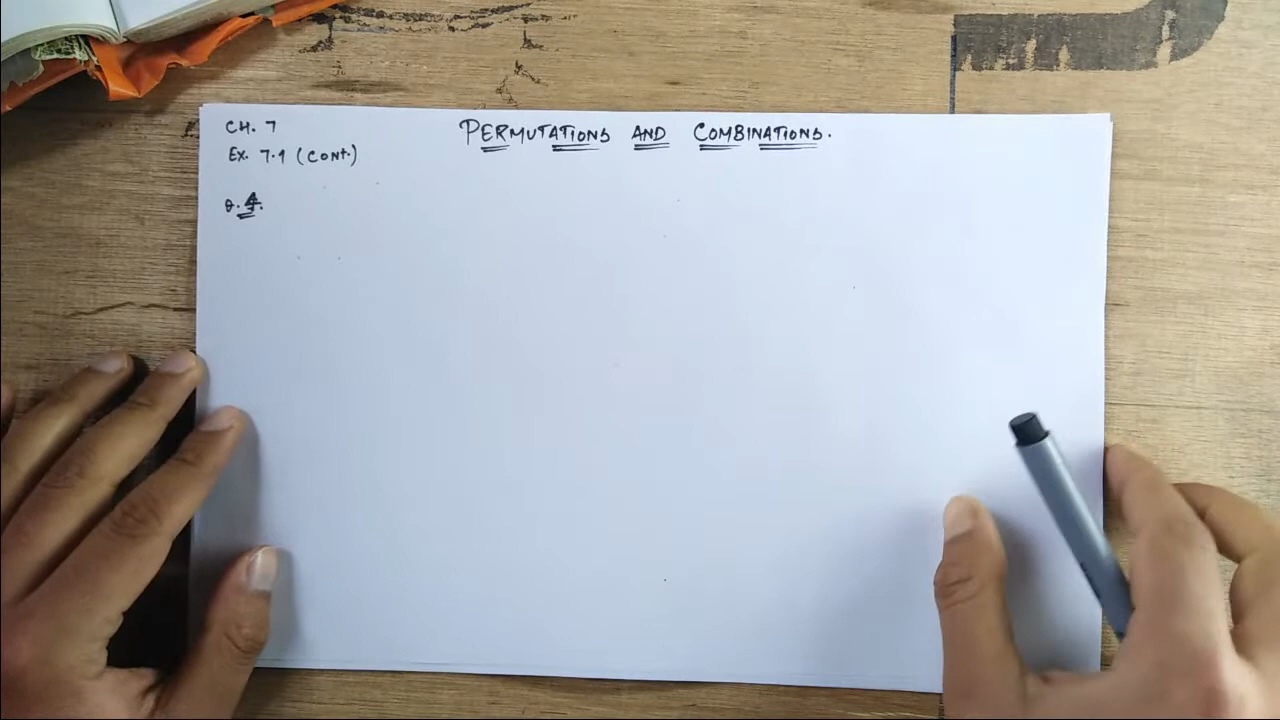 CH. 7
PERMUTATIONS AND COMBINATIONS.
Ex. 7.1 (CONt.)
Q. 4.